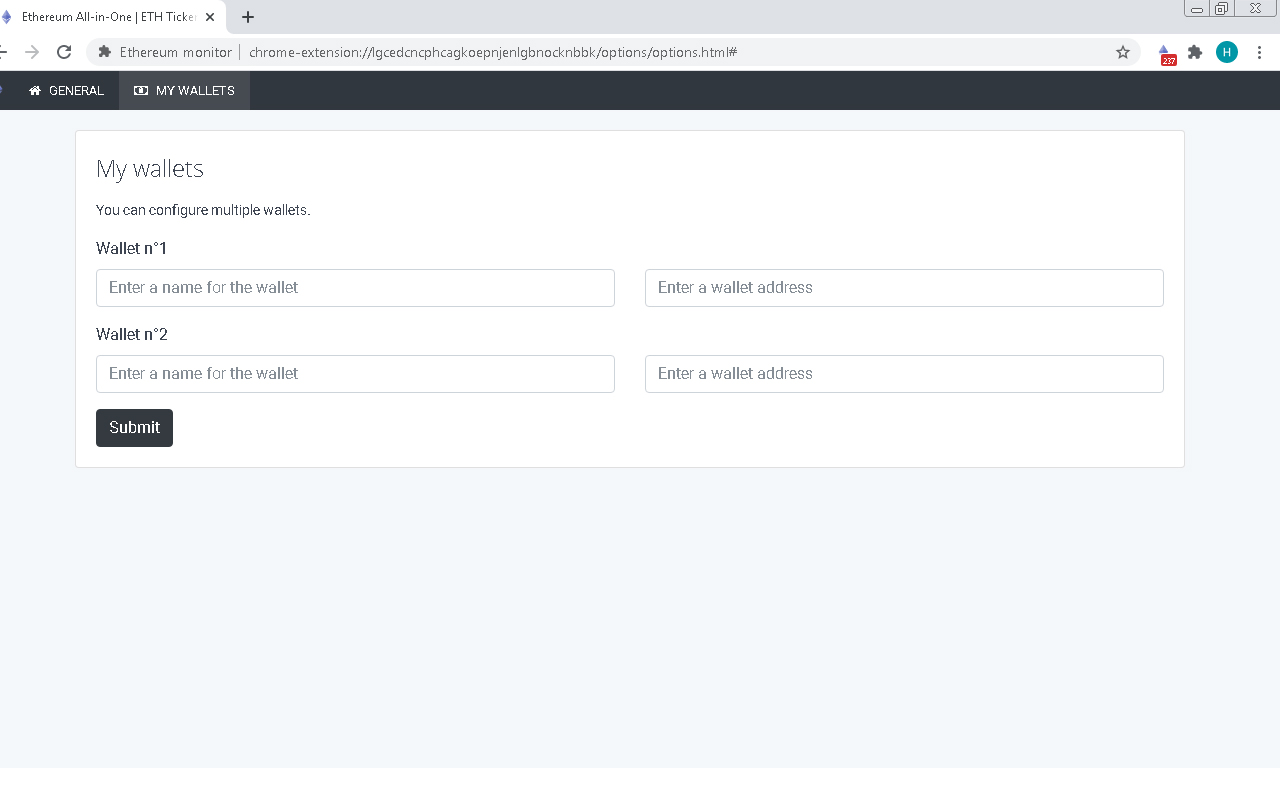 Ethereum All-in-One | ETH Ticker
Ethereum monitor | chrome-extension://lgcedcncphcagkoepnjenlgbnocknbbk/options/options.html#
237
H
GENERAL
MY WALLETS
My wallets
You can configure multiple wallets.
Wallet n°1
Enter a name for the wallet
Enter a wallet address
Wallet n°2
Enter a name for the wallet
Enter a wallet address
Submit